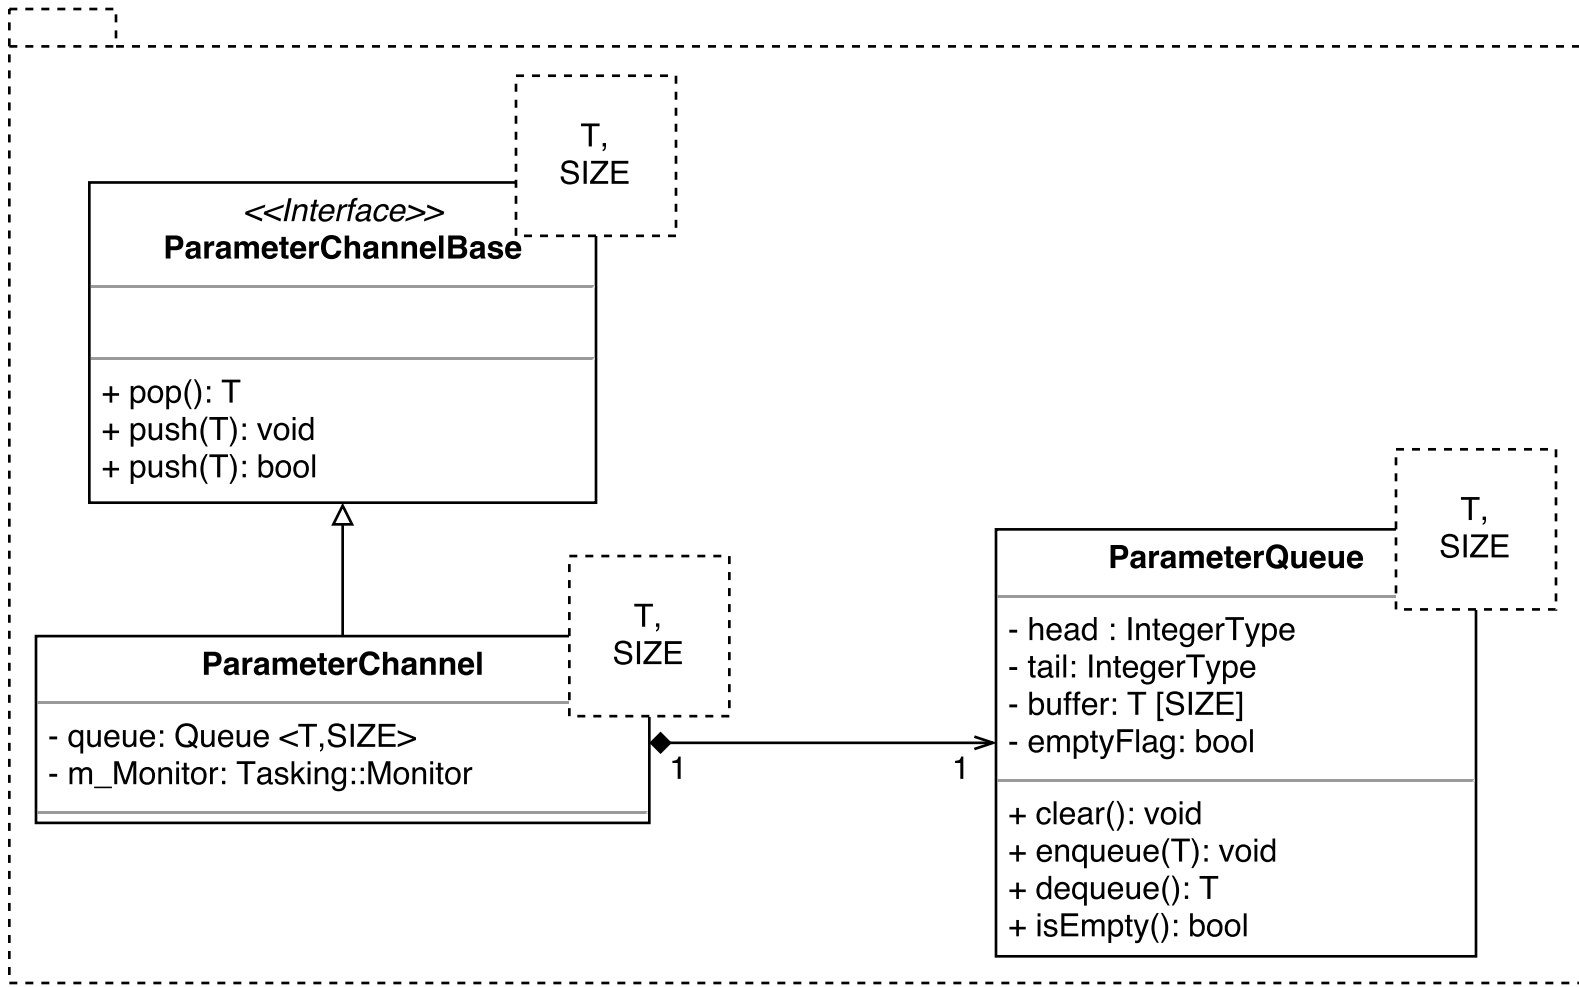 T,
SIZE
<<Interface>>
ParameterChannelBase
+ pop(): T
+ push(T): void
+ push(T): bool
T,
SIZE
ParameterChannel
- queue: Queue <T,SIZE>
- m_Monitor: Tasking::Monitor
1
1
T,
SIZE
ParameterQueue
- head : IntegerType
- tail: IntegerType
- buffer: T [SIZE]
- emptyFlag: bool
+ clear(): void
+ enqueue(T): void
+ dequeue(): T
+ isEmpty(): bool